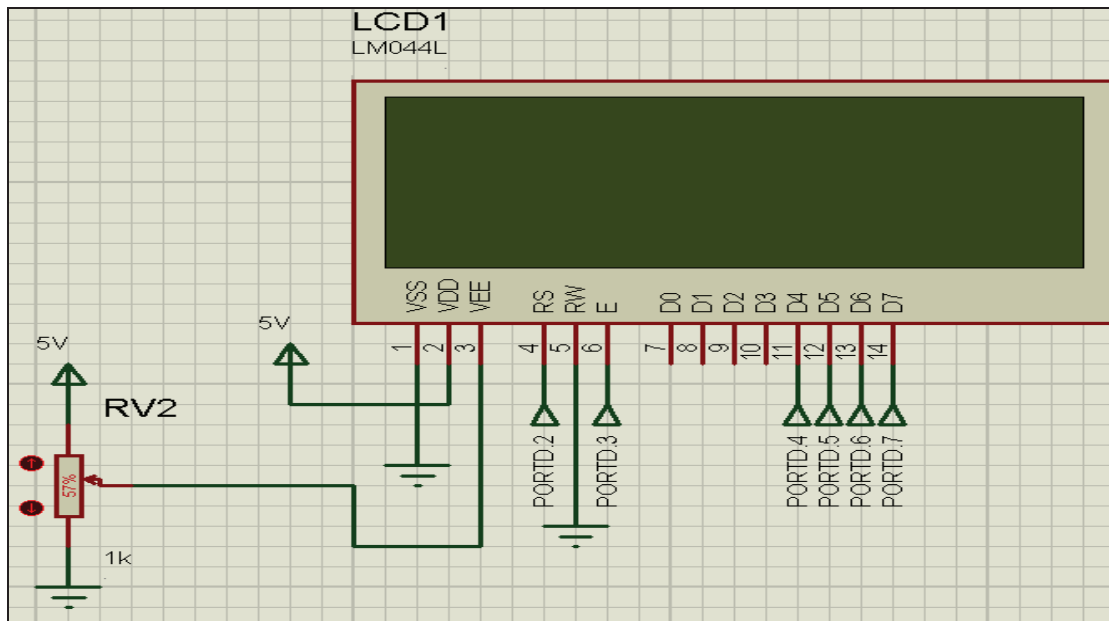 LCD1
LM044L
VSS
VDD
VEE
RS
RW
E
D0
D1
D2
D3
D4
D5
D6
D7
5V
1
2
3
4
5
6
7
8
9
10
11
12
13
14
5V
RV2
PORTD.2
PORTD.3
PORTD.4
PORTD.5
PORTD.6
PORTD.7
57%
1k